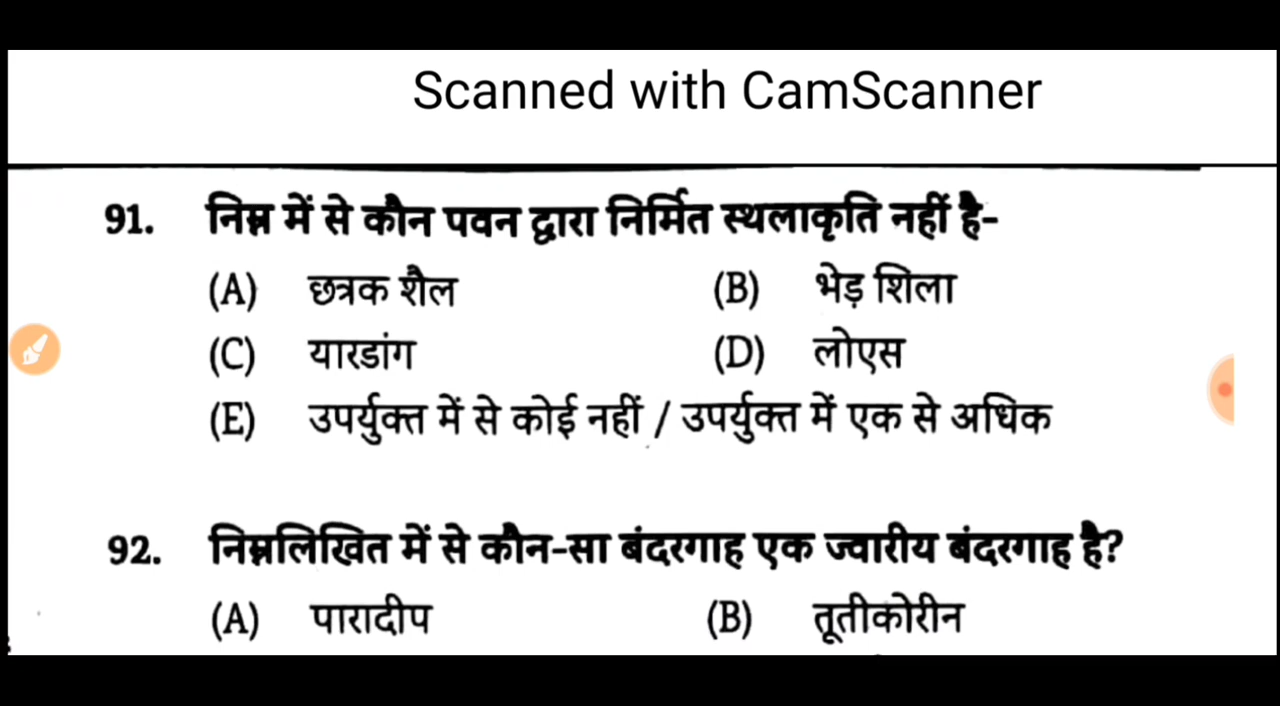 Scanned with CamScanner
91. निम्न में से कौन पवन द्वारा निर्मित स्थलाकृति नहीं है-
(A) छत्रक शैल (B) भेड़ शिला
(C) यारडांग (D) लोएस
(E) उपर्युक्त में से कोई नहीं / उपर्युक्त में एक से अधिक
92. निम्नलिखित में से कौन-सा बंदरगाह एक ज्वारीय बंदरगाह है?
(A) पारादीप (B) तूतीकोरीन